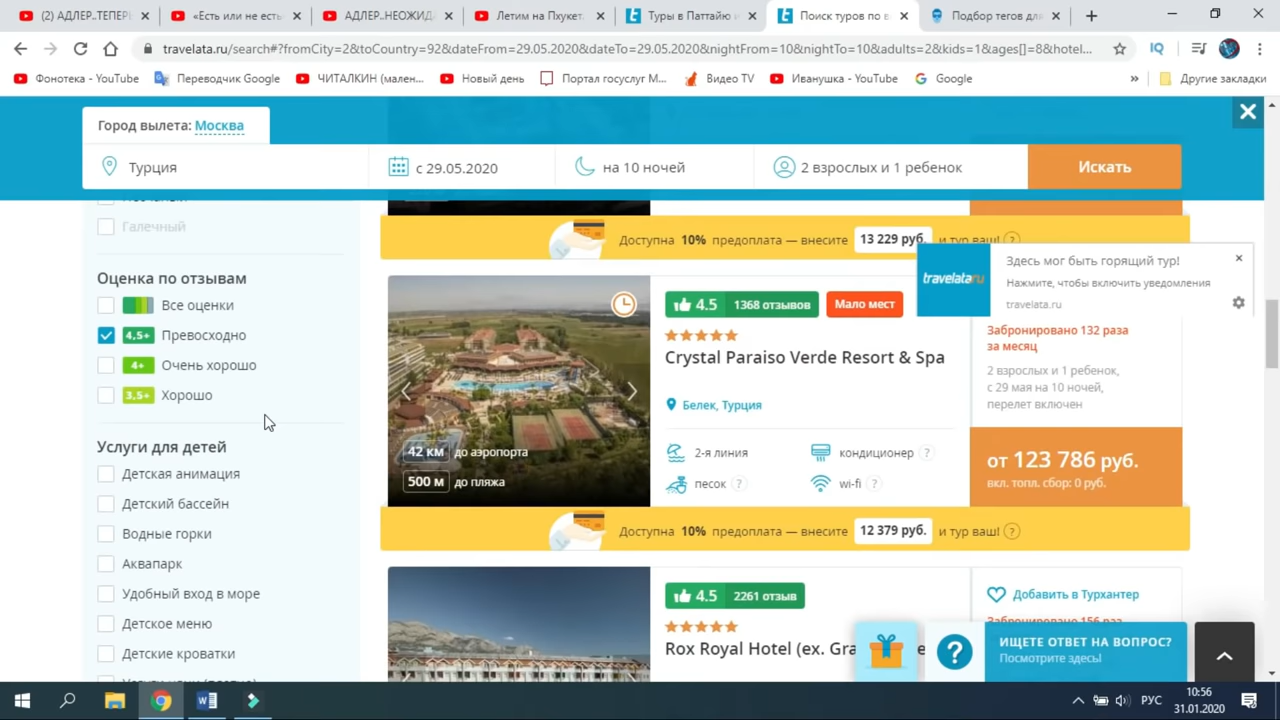 (2) АДЛЕР..ТЕПЕРЬ
«Есть или не есть
АДЛЕР..НЕОЖИДА
Летим на Пхукет.
Туры в Паттайю и
Поиск туров по в
Подбор тегов для
travelata.ru/search#?fromCity=2&toCountry=92&dateFrom=29.05.2020&dateTo=29.05.2020&nightFrom=10&nightTo=10&adults=2&kids=1&ages[]=8&hotel...
IQ
Фонотека - YouTube
Переводчик Google
ЧИТАЛКИН (мален...
Новый день
Портал госуслуг М...
Видео TV
Иванушка - YouTube
Google
»
Другие закладки
Город вылета: Москва
Турция
с 29.05.2020
на 10 ночей
2 взрослых и 1 ребенок
Искать
Галечный
Оценка по отзывам
Все оценки
4,5+ Превосходно
4+ Очень хорошо
3,5+ Хорошо
Услуги для детей
Детская анимация
Детский бассейн
Водные горки
Аквапарк
Удобный вход в море
Детское меню
Детские кроватки
Доступна 10% предоплата — внесите 13 229 руб. и тур ваш! ?
travelata.ru
Здесь мог быть горящий тур!
Нажмите, чтобы включить уведомления
travelata.ru
4.5 1368 отзывов
Мало мест
Crystal Paraiso Verde Resort & Spa
Белек, Турция
2-я линия
кондиционер ?
песок ?
wi-fi ?
42 км до аэропорта
500 м до пляжа
Забронировано 132 раза
за месяц
2 взрослых и 1 ребенок,
с 29 мая на 10 ночей,
перелет включен
от 123 786 руб.
вкл. топл. сбор: 0 руб.
Доступна 10% предоплата — внесите 12 379 руб. и тур ваш! ?
4.5 2261 отзыв
Rox Royal Hotel (ex. Gra
Добавить в Турхантер
Забронировано 156 раз
?
ИЩЕТЕ ОТВЕТ НА ВОПРОС?
Посмотрите здесь!
РУС
10:56
31.01.2020